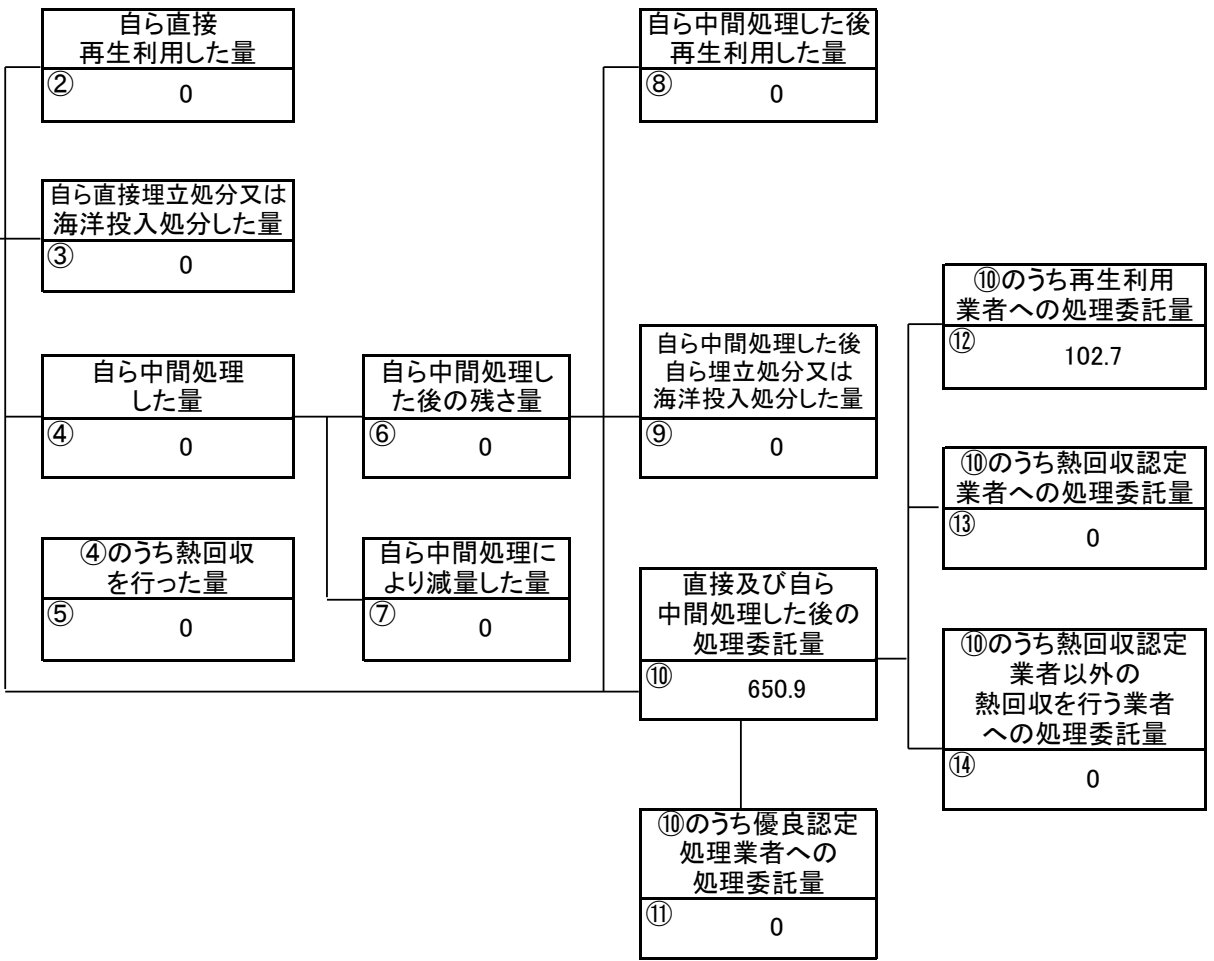 自ら直接
再生利用した量
②
0
自ら直接埋立処分又は
海洋投入処分した量
③
0
自ら中間処理
した量
④
0
④のうち熱回収
を行った量
⑤
0
自ら中間処理し
た後の残さ量
⑥
0
自ら中間処理に
より減量した量
⑦
0
自ら中間処理した後
再生利用した量
⑧
0
自ら中間処理した後
自ら埋立処分又は
海洋投入処分した量
⑨
0
直接及び自ら
中間処理した後の
処理委託量
⑩
650.9
⑩のうち優良認定
処理業者への
処理委託量
⑪
0
⑩のうち再生利用
業者への処理委託量
⑫
102.7
⑩のうち熱回収認定
業者への処理委託量
⑬
0
⑩のうち熱回収認定
業者以外の
熱回収を行う業者
への処理委託量
⑭
0